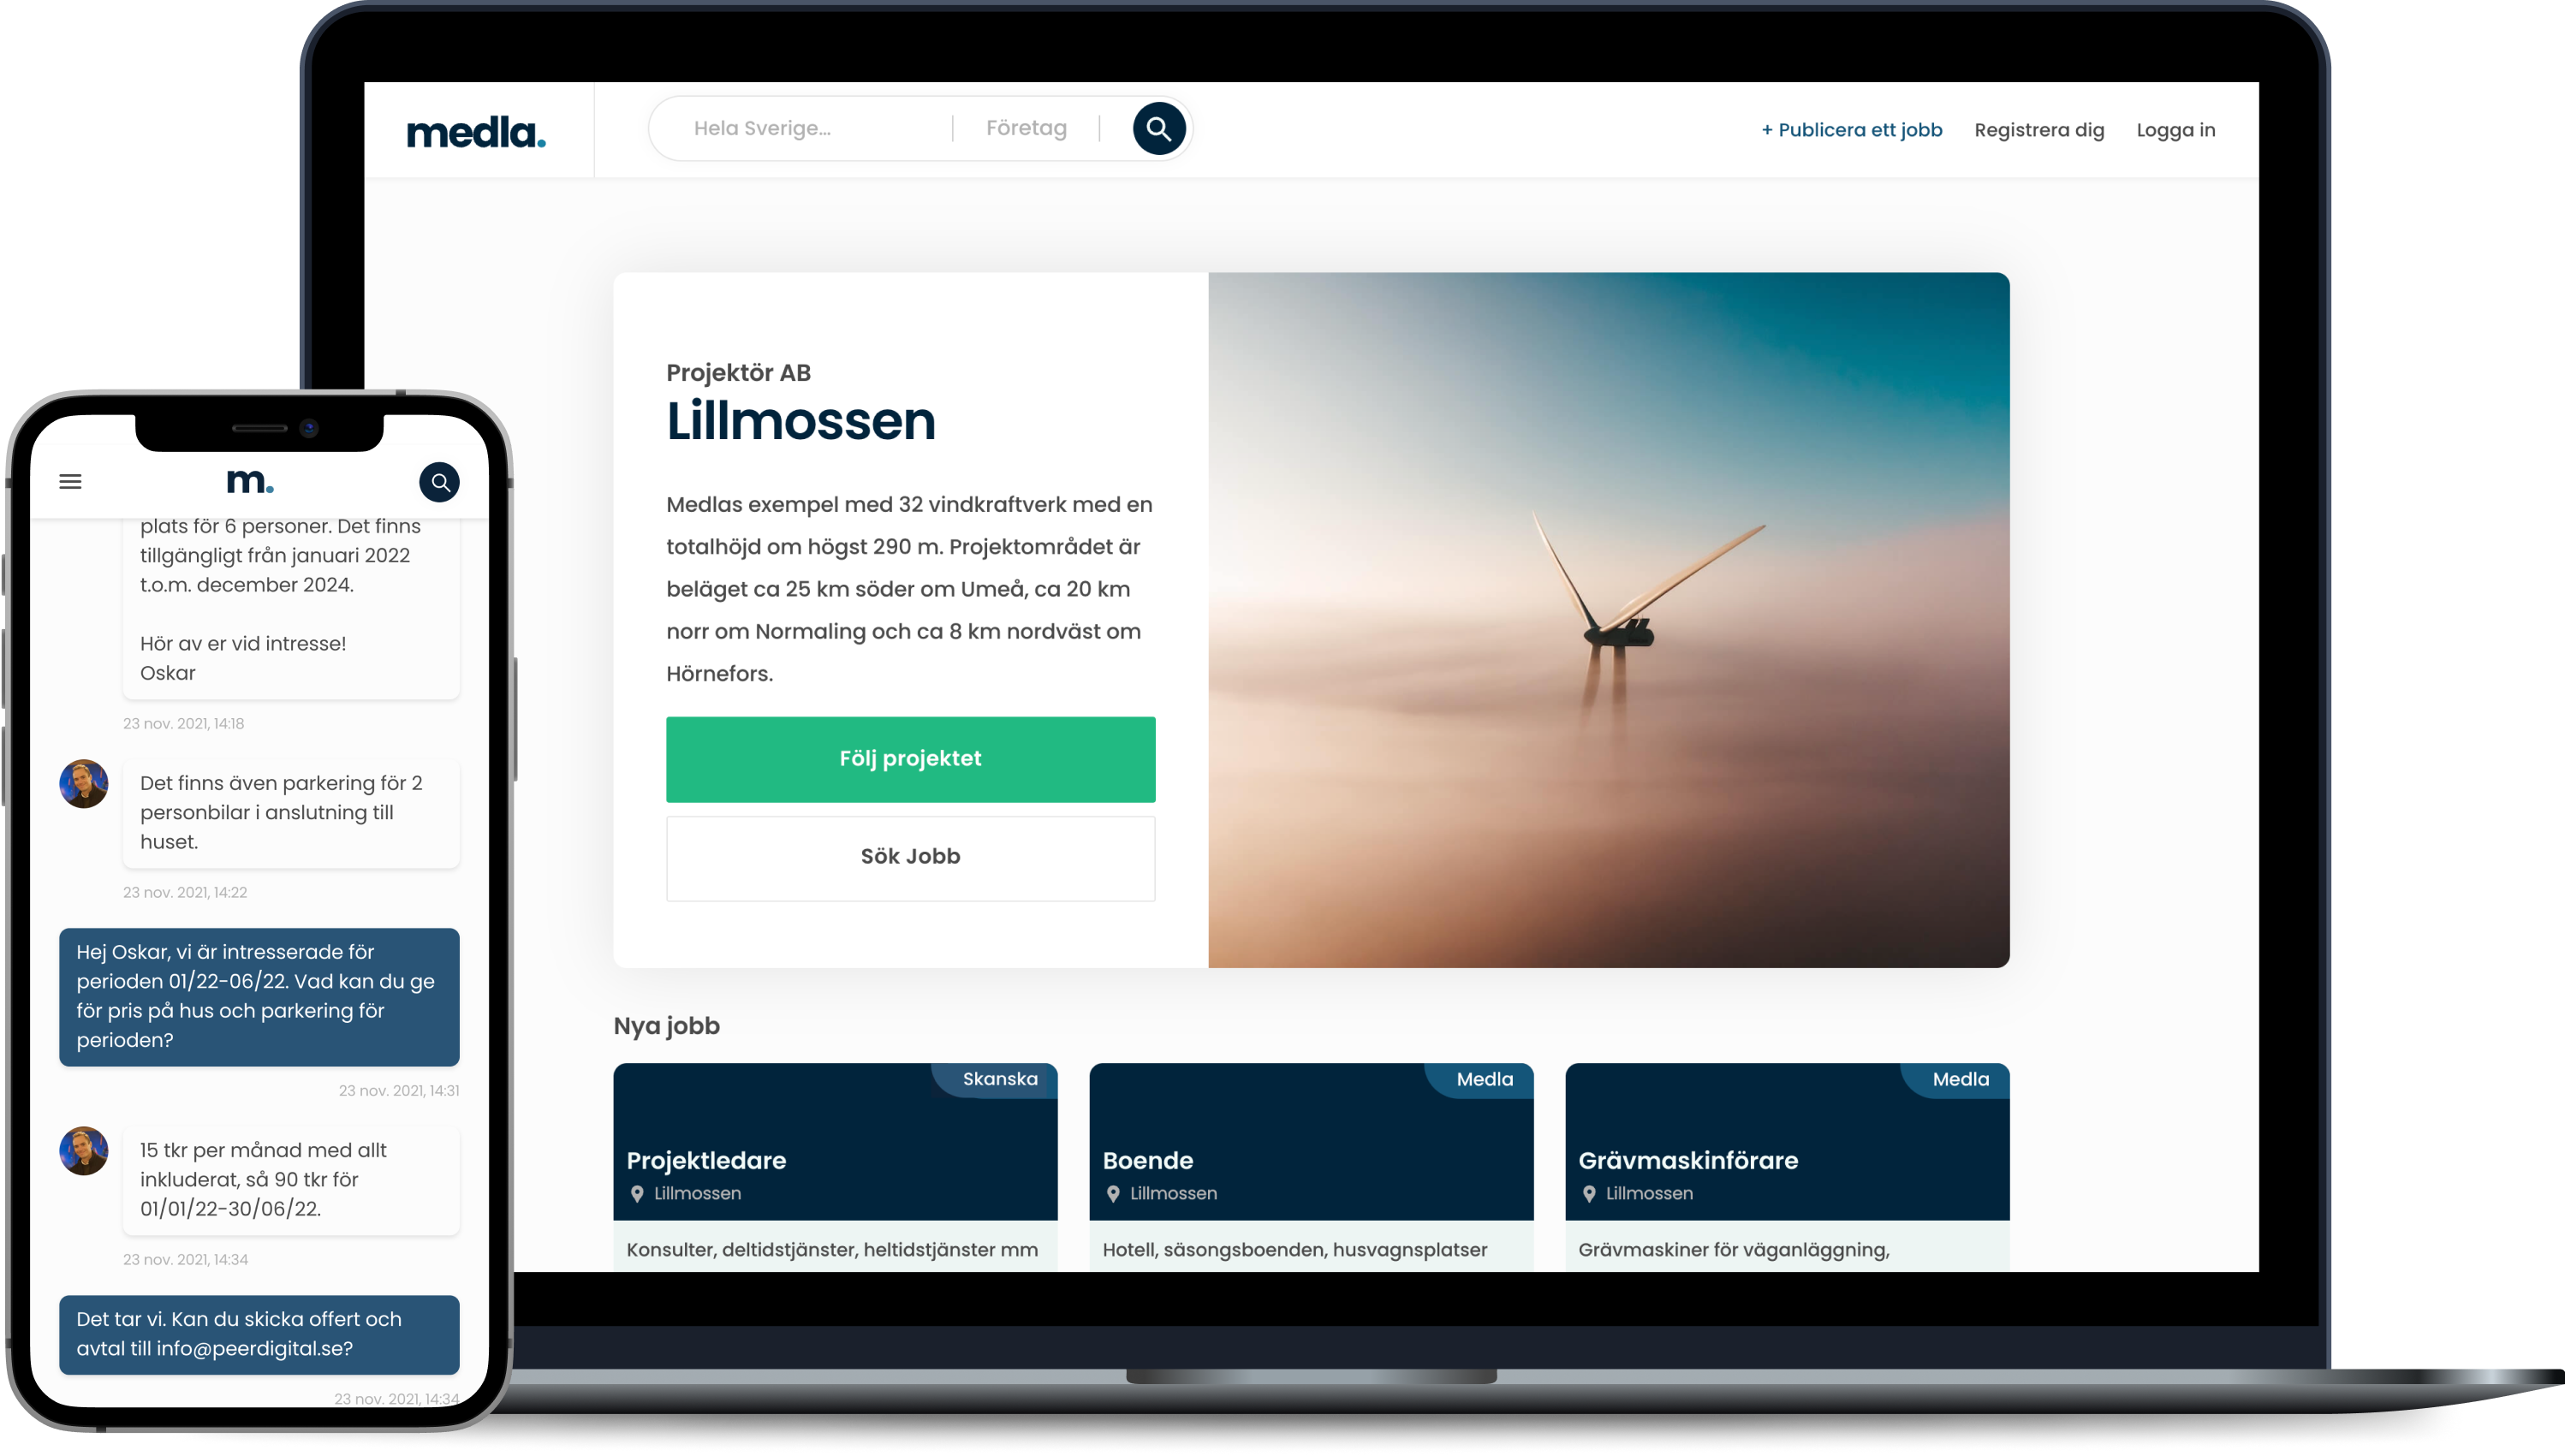 medla.
Hela Sverige...
Företag
+ Publicera ett jobb
Registrera dig
Logga in
Projektör AB
Lillmossen
Medlas exempel med 32 vindkraftverk med en
totalhöjd om högst 290 m. Projektområdet är
beläget ca 25 km söder om Umeå, ca 20 km
norr om Normaling och ca 8 km nordväst om
Hörnefors.
Följ projektet
Sök Jobb
Nya jobb
Skanska
Projektledare
Lillmossen
Konsulter, deltidstjänster, heltidstjänster mm
Medla
Boende
Lillmossen
Hotell, säsongsboenden, husvagnsplatser
Medla
Grävmaskinförare
Lillmossen
Grävmaskiner för väganläggning,
m.
plats för 6 personer. Det finns
tillgängligt från januari 2022
t.o.m. december 2024.
Hör av er vid intresse!
Oskar
23 nov. 2021, 14:18
Det finns även parkering för 2
personbilar i anslutning till
huset.
23 nov. 2021, 14:22
Hej Oskar, vi är intresserade för
perioden 01/22-06/22. Vad kan du ge
för pris på hus och parkering för
perioden?
23 nov. 2021, 14:31
15 tkr per månad med allt
inkluderat, så 90 tkr för
01/01/22-30/06/22.
23 nov. 2021, 14:34
Det tar vi. Kan du skicka offert och
avtal till info@peerdigital.se?
23 nov. 2021, 14:34